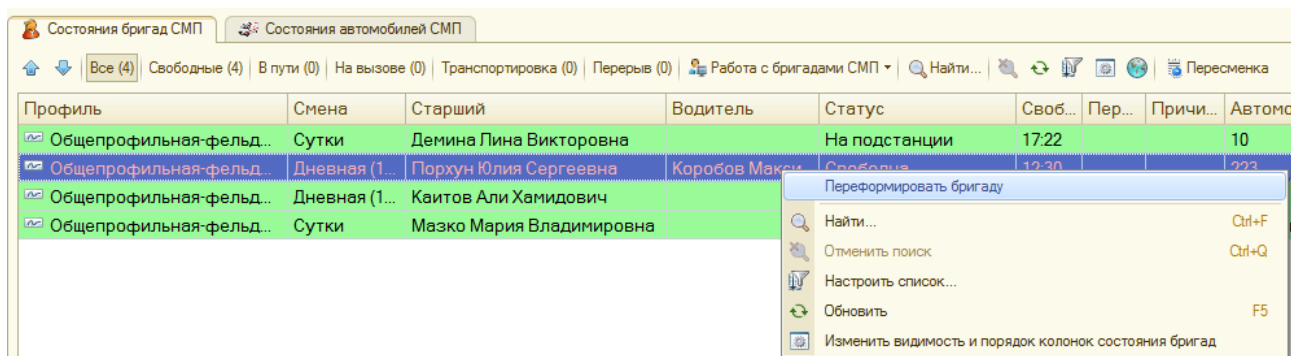 Состояния бригад СМП Состояния автомобилей СМП
Все (4) Свободные (4) В пути (0) На вызове (0) Транспортировка (0) Перерыв (0) Работа с бригадами СМП Найти... Пересменка
Профиль Смена Старший Водитель Статус Своб... Пер... Причи... Автомо
Общепрофильная-фельд... Сутки Демина Лина Викторовна На подстанции 17:22 10
Общепрофильная-фельд... Дневная (1... Порхун Юлия Сергеевна Коробов Макси... Свободна 12:30 223
Общепрофильная-фельд... Дневная (1... Каитов Али Хамидович
Общепрофильная-фельд... Сутки Мазко Мария Владимировна
Переформировать бригаду
Найти... Ctrl+F
Отменить поиск Ctrl+Q
Настроить список...
Обновить F5
Изменить видимость и порядок колонок состояния бригад